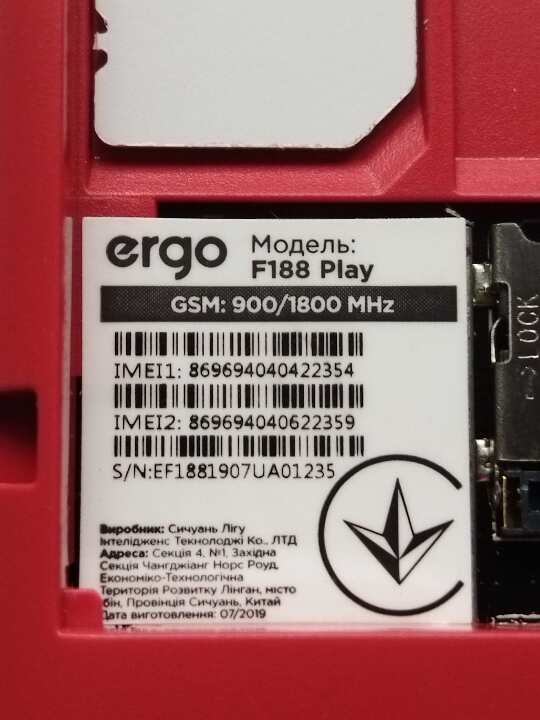 ergo Модель:
F188 Play
GSM: 900/1800 MHz
IMEI1: 869694040422354
IMEI2: 869694040622359
S/N:EF1881907UA01235
Виробник: Сичуань Лігу
Інтелідженс Текнолоджі Ко., ЛТД
Адреса: Секція 4, №1, Західна
Секція Чангджіанг Норс Роуд,
Економіко-Технологічна
Територія Розвитку Лінган, місто
бін, Провінція Сичуань, Китай
Дата виготовлення: 07/2019
LOCK